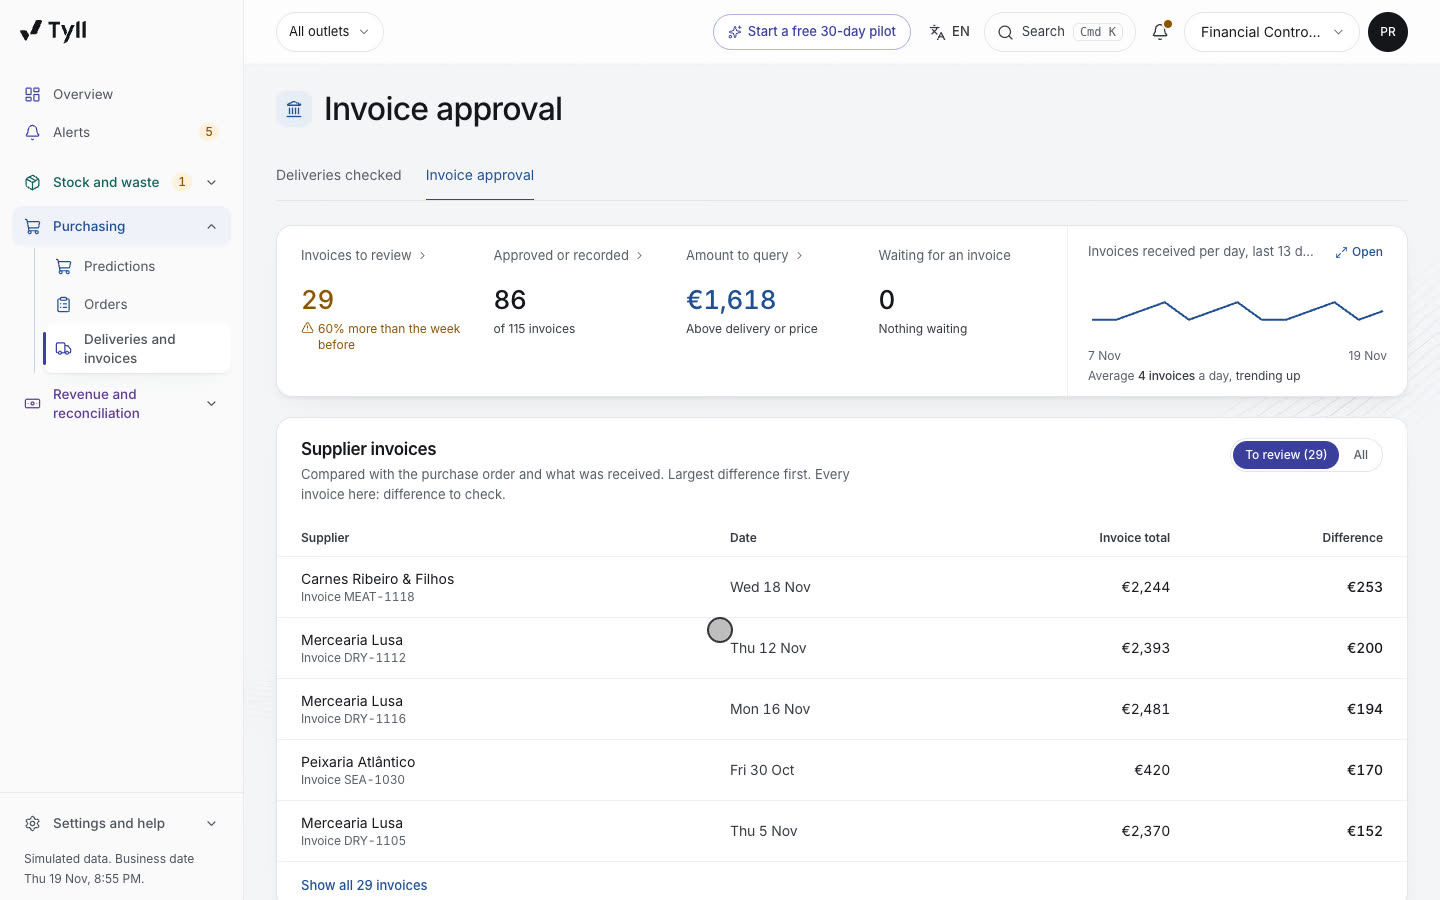 Tyll
All outlets
Start a free 30-day pilot
EN
Search
Cmd K
Financial Contro...
PR
Overview
Alerts
5
Stock and waste
1
Purchasing
Predictions
Orders
Deliveries and
invoices
Revenue and
reconciliation
Settings and help
Simulated data. Business date
Thu 19 Nov, 8:55 PM.
Invoice approval
Deliveries checked
Invoice approval
Invoices to review
29
60% more than the week
before
Approved or recorded
86
of 115 invoices
Amount to query
€1,618
Above delivery or price
Waiting for an invoice
0
Nothing waiting
Invoices received per day, last 13 d...
Open
7 Nov
19 Nov
Average 4 invoices a day, trending up
Supplier invoices
Compared with the purchase order and what was received. Largest difference first. Every
invoice here: difference to check.
To review (29)
All
Supplier
Date
Invoice total
Difference
Carnes Ribeiro & Filhos
Invoice MEAT-1118
Wed 18 Nov
€2,244
€253
Mercearia Lusa
Invoice DRY-1112
Thu 12 Nov
€2,393
€200
Mercearia Lusa
Invoice DRY-1116
Mon 16 Nov
€2,481
€194
Peixaria Atlântico
Invoice SEA-1030
Fri 30 Oct
€420
€170
Mercearia Lusa
Invoice DRY-1105
Thu 5 Nov
€2,370
€152
Show all 29 invoices